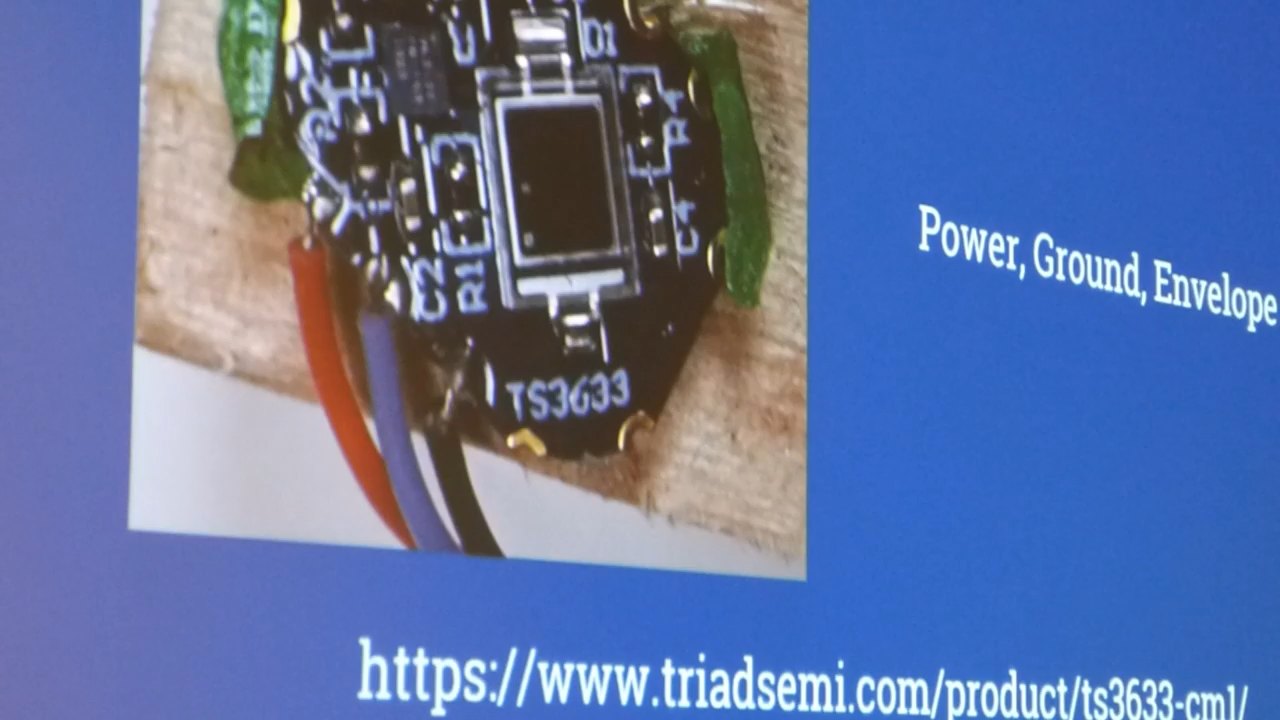 D1
R2
R4
C4
C2
R1
TS3633
Power, Ground, Envelope
https://www.triadsemi.com/product/ts3633-cm1/